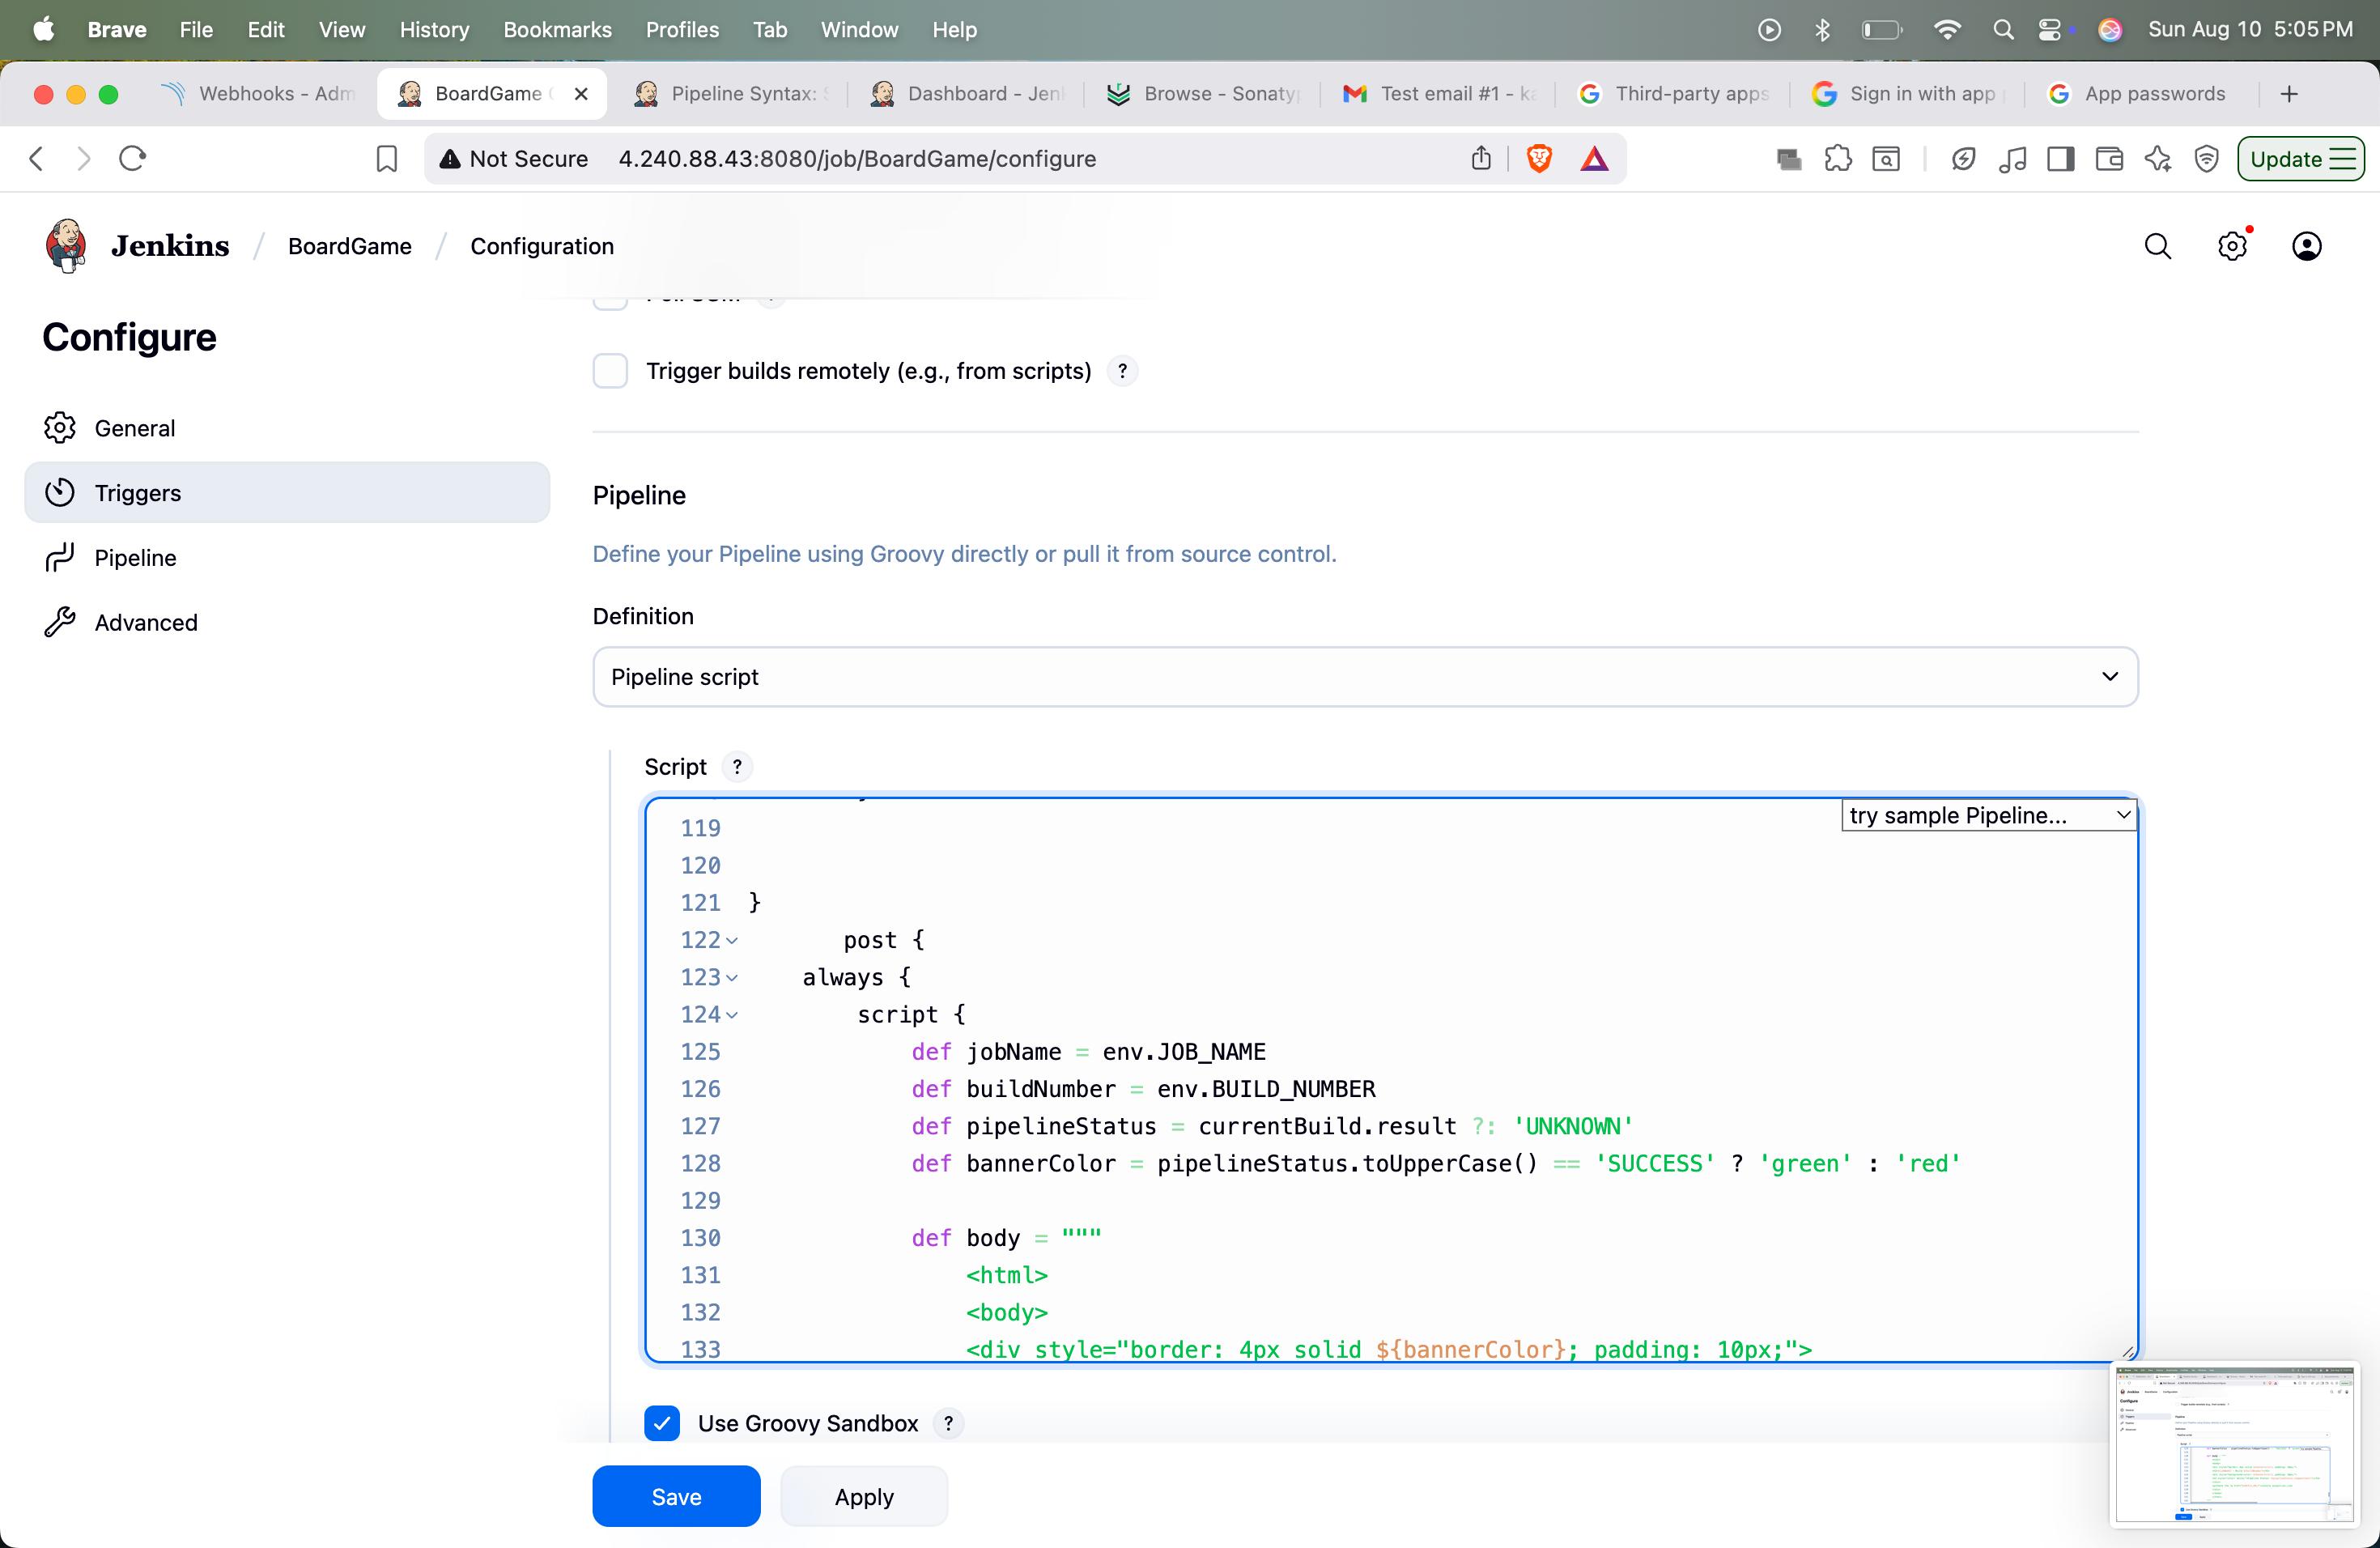 Brave File Edit View History Bookmarks Profiles Tab Window Help Sun Aug 10 5:05 PM
Webhooks - Adm BoardGame Pipeline Syntax: Dashboard - Jen Browse - Sonaty Test email #1 - ka Third-party apps Sign in with app App passwords
Not Secure 4.240.88.43:8080/job/BoardGame/configure Update
Jenkins / BoardGame / Configuration
Configure
General
Triggers
Pipeline
Advanced
Trigger builds remotely (e.g., from scripts) ?
Pipeline
Define your Pipeline using Groovy directly or pull it from source control.
Definition
Pipeline script
Script ?
try sample Pipeline...
119
120
121 }
122 post {
123 always {
124 script {
125 def jobName = env.JOB_NAME
126 def buildNumber = env.BUILD_NUMBER
127 def pipelineStatus = currentBuild.result ?: 'UNKNOWN'
128 def bannerColor = pipelineStatus.toUpperCase() == 'SUCCESS' ? 'green' : 'red'
129
130 def body = """
131 <html>
132 <body>
133 <div style="border: 4px solid ${bannerColor}; padding: 10px;">
Use Groovy Sandbox ?
Save Apply